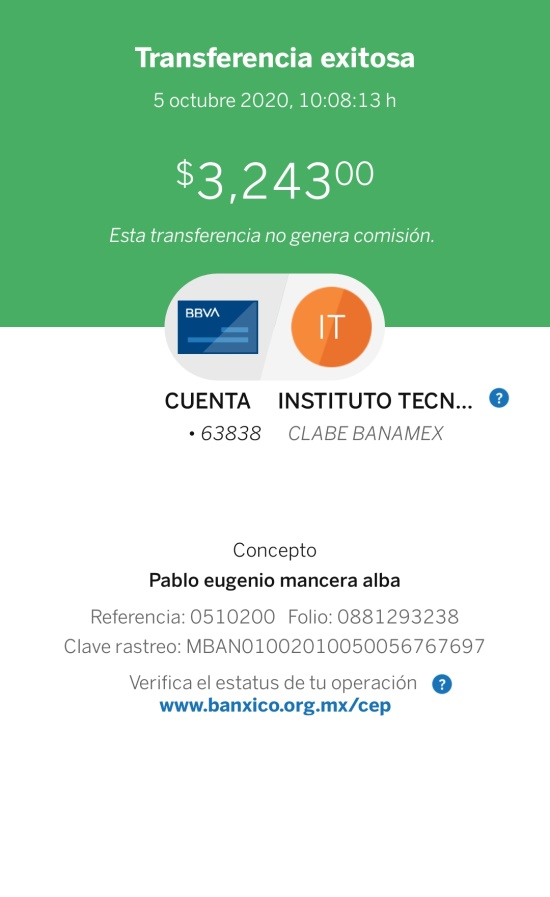 Transferencia exitosa
5 octubre 2020, 10:08:13 h
$3,24300
Esta transferencia no genera comisión.
BBVA
IT
CUENTA INSTITUTO TECN... ?
• 63838 CLABE BANAMEX
Concepto
Pablo eugenio mancera alba
Referencia: 0510200 Folio: 0881293238
Clave rastreo: MBAN01002010050056767697
Verifica el estatus de tu operación ?
www.banxico.org.mx/cep